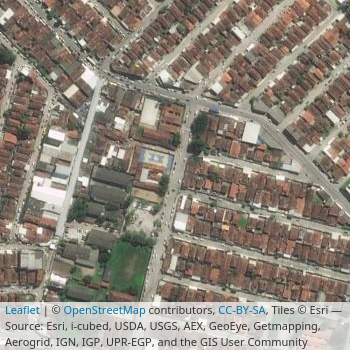 Leaflet | © OpenStreetMap contributors, CC-BY-SA, Tiles © Esri —
Source: Esri, i-cubed, USDA, USGS, AEX, GeoEye, Getmapping,
Aerogrid, IGN, IGP, UPR-EGP, and the GIS User Community